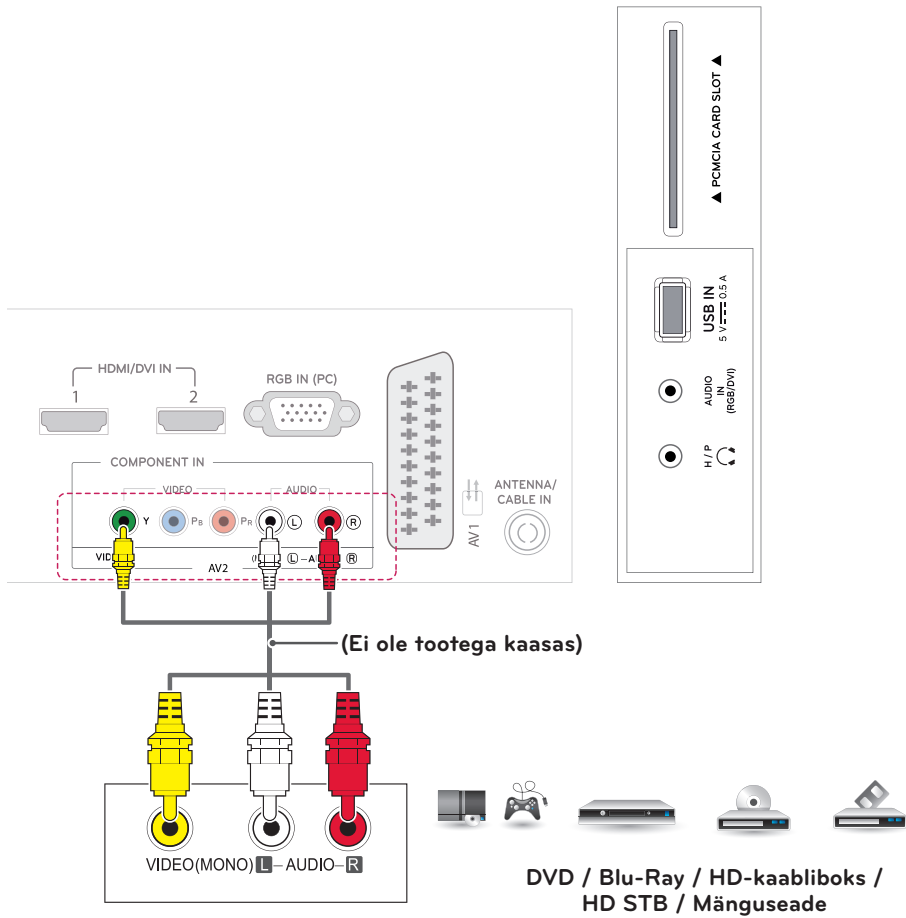 ▲ PCMCIA CARD SLOT ▲
USB IN
5 V 0.5 A
AUDIO
IN
(RGB/DVI)
H / P
HDMI/DVI IN
1 2
RGB IN (PC)
COMPONENT IN
VIDEO AUDIO
Y PB PR L R
L – R
AV2
AV1
ANTENNA/
CABLE IN
(Ei ole tootega kaasas)
VIDEO(MONO) L – AUDIO – R
DVD / Blu-Ray / HD-kaabliboks /
HD STB / Mänguseade